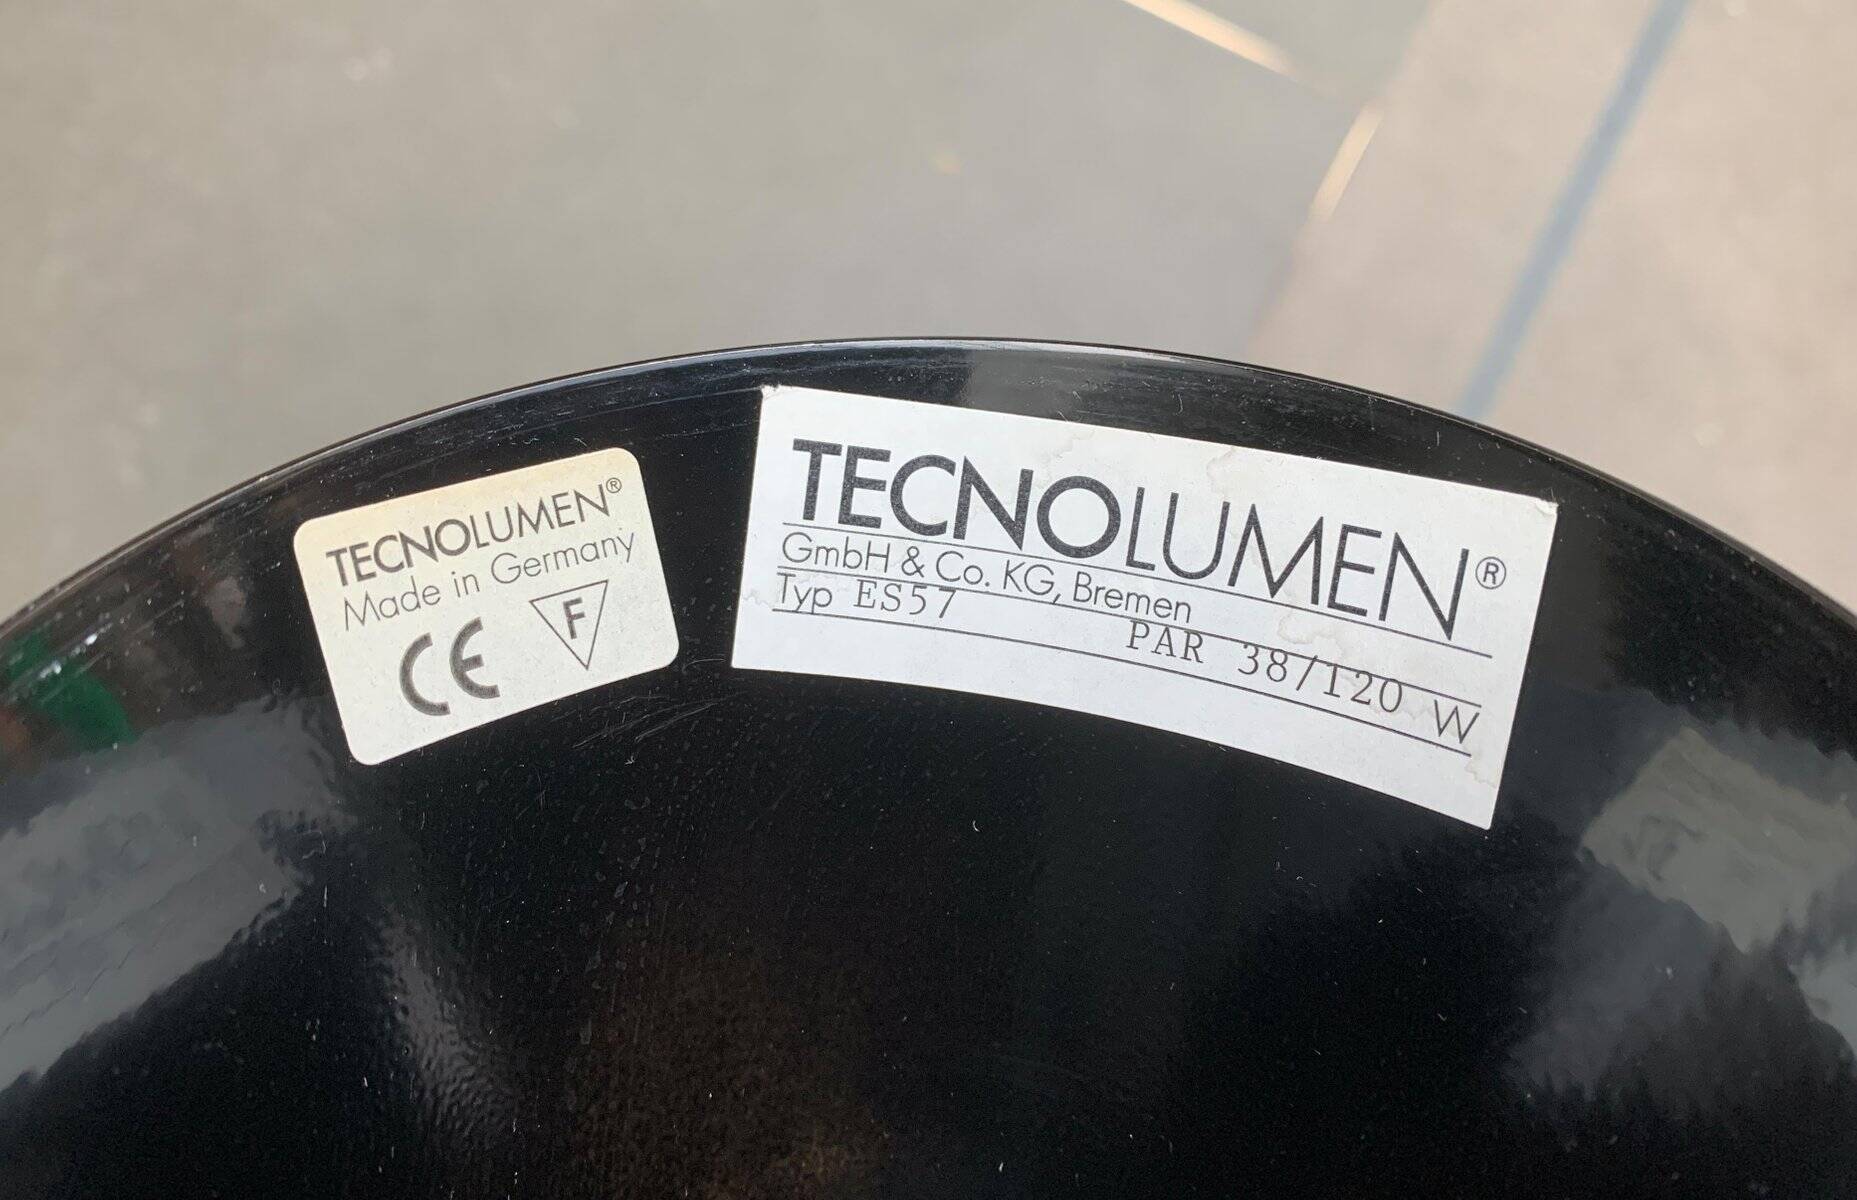 TECNOLUMEN®
Made in Germany
CE F
TECNOLUMEN®
GmbH & Co. KG, Bremen
Typ ES57 PAR 38/120 W